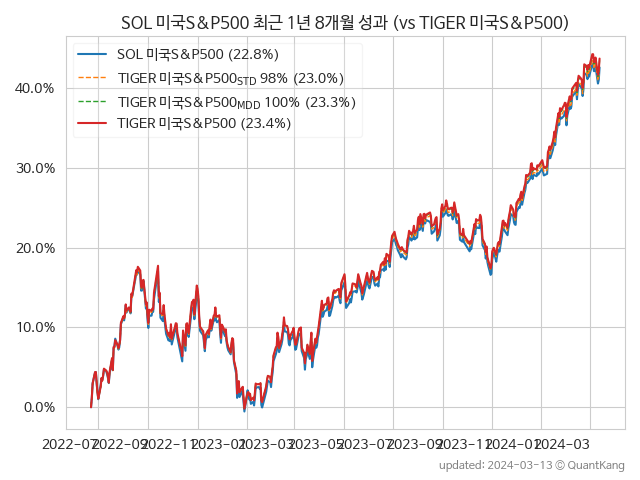 SOL 미국S&P500 최근 1년 8개월 성과 (vs TIGER 미국S&P500)
SOL 미국S&P500 (22.8%)
TIGER 미국S&P500STD 98% (23.0%)
TIGER 미국S&P500MDD 100% (23.3%)
TIGER 미국S&P500 (23.4%)
40.0%
30.0%
20.0%
10.0%
0.0%
2022-07 2022-09 2022-11 2023-01 2023-03 2023-05 2023-07 2023-09 2023-11 2024-01 2024-03
updated: 2024-03-13 © QuantKang